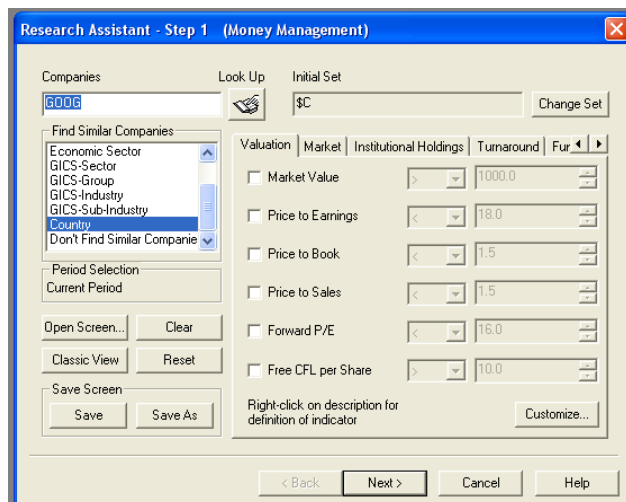 Research Assistant - Step 1 (Money Management)
Companies
Look Up
Initial Set
GOOG
$C
Change Set
Find Similar Companies
Economic Sector
GICS-Sector
GICS-Group
GICS-Industry
GICS-Sub-Industry
Country
Don't Find Similar Companie
Period Selection
Current Period
Open Screen...
Clear
Classic View
Reset
Save Screen
Save
Save As
Valuation
Market
Institutional Holdings
Turnaround
Fur
Market Value > 1000.0
Price to Earnings < 18.0
Price to Book < 1.5
Price to Sales < 1.5
Forward P/E < 16.0
Free CFL per Share > 10.0
Right-click on description for
definition of indicator
Customize...
< Back
Next >
Cancel
Help